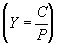 (Y = C/P)